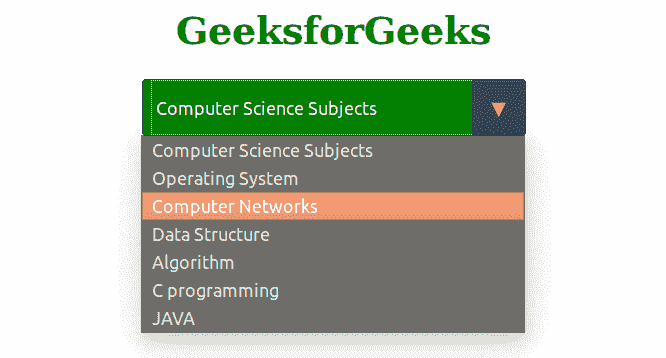 GeeksforGeeks
Computer Science Subjects
Computer Science Subjects
Operating System
Computer Networks
Data Structure
Algorithm
C programming
JAVA